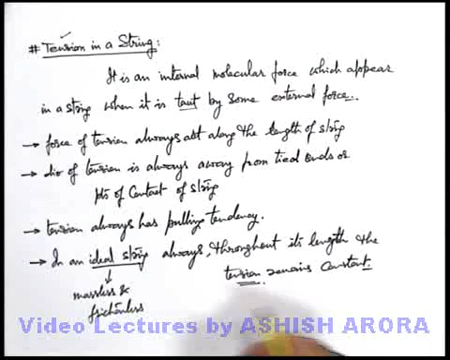 # Tension in a String:
It is an internal molecular force which appear
in a string when it is taut by some external force.
→ force of tension always act along the length of string
→ dir of tension is always away from tied ends or
pts of Contact of string
→ tension always has pulling tendency.
→ In an ideal string always, throughout its length the
tension remains constant.
massless &
frictionless
Video Lectures by ASHISH ARORA